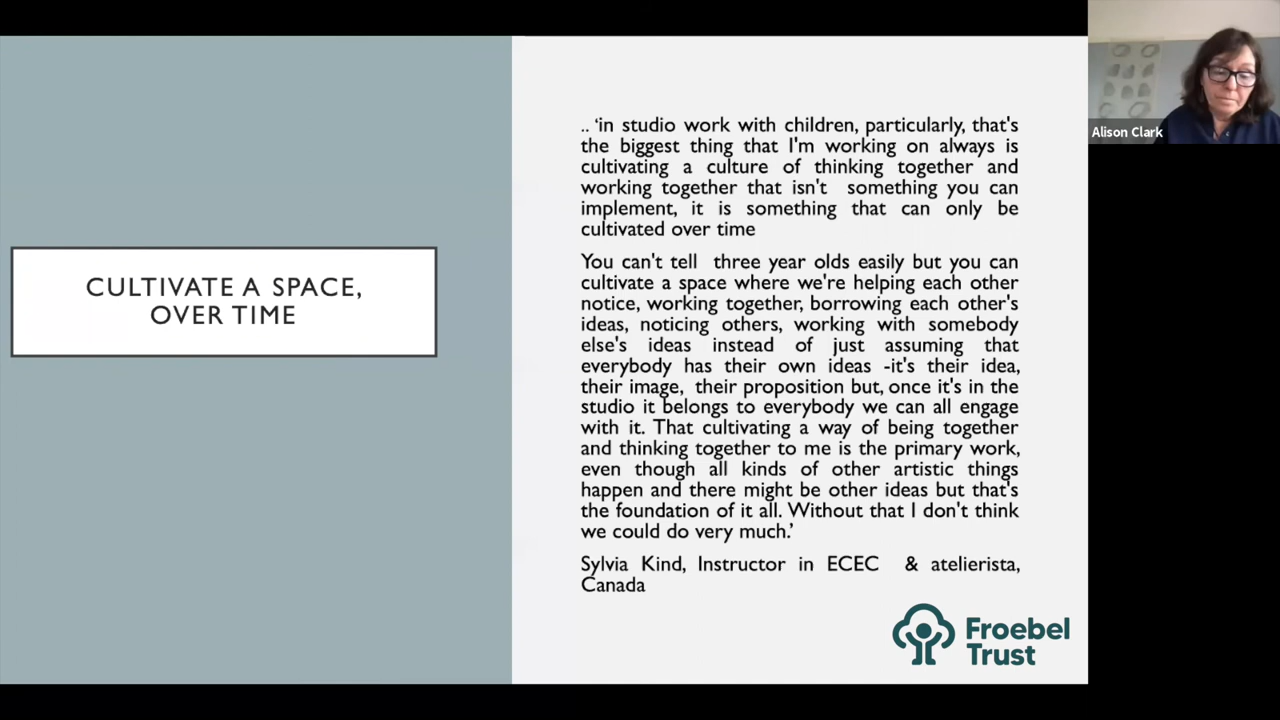 CULTIVATE A SPACE,
OVER TIME
.. ‘in studio work with children, particularly, that's
the biggest thing that I'm working on always is
cultivating a culture of thinking together and
working together that isn't something you can
implement, it is something that can only be
cultivated over time
You can't tell three year olds easily but you can
cultivate a space where we're helping each other
notice, working together, borrowing each other's
ideas, noticing others, working with somebody
else's ideas instead of just assuming that
everybody has their own ideas -it's their idea,
their image, their proposition but, once it's in the
studio it belongs to everybody we can all engage
with it. That cultivating a way of being together
and thinking together to me is the primary work,
even though all kinds of other artistic things
happen and there might be other ideas but that's
the foundation of it all. Without that I don't think
we could do very much.’
Sylvia Kind, Instructor in ECEC & atelierista,
Canada
Froebel
Trust
Alison Clark